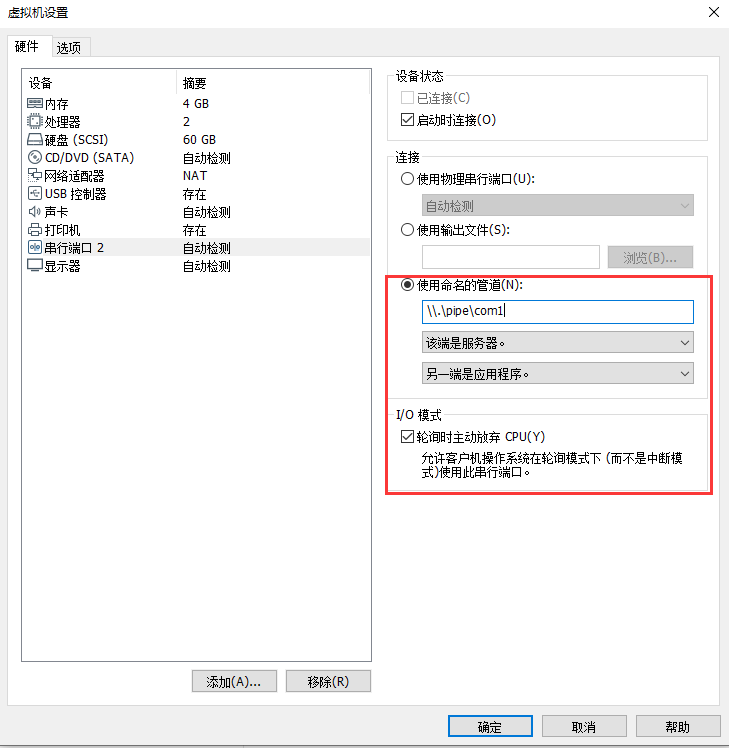 虚拟机设置
硬件 选项
设备 摘要
内存 4 GB
处理器 2
硬盘 (SCSI) 60 GB
CD/DVD (SATA) 自动检测
网络适配器 NAT
USB 控制器 存在
声卡 自动检测
打印机 存在
串行端口 2 自动检测
显示器 自动检测
添加(A)... 移除(R)
设备状态
已连接(C)
启动时连接(O)
连接
使用物理串行端口(U):
自动检测
使用输出文件(S):
浏览(B)...
使用命名的管道(N):
\\.\pipe\com1
该端是服务器。
另一端是应用程序。
I/O 模式
轮询时主动放弃 CPU(Y)
允许客户机操作系统在轮询模式下 (而不是中断模
式)使用此串行端口。
确定 取消 帮助